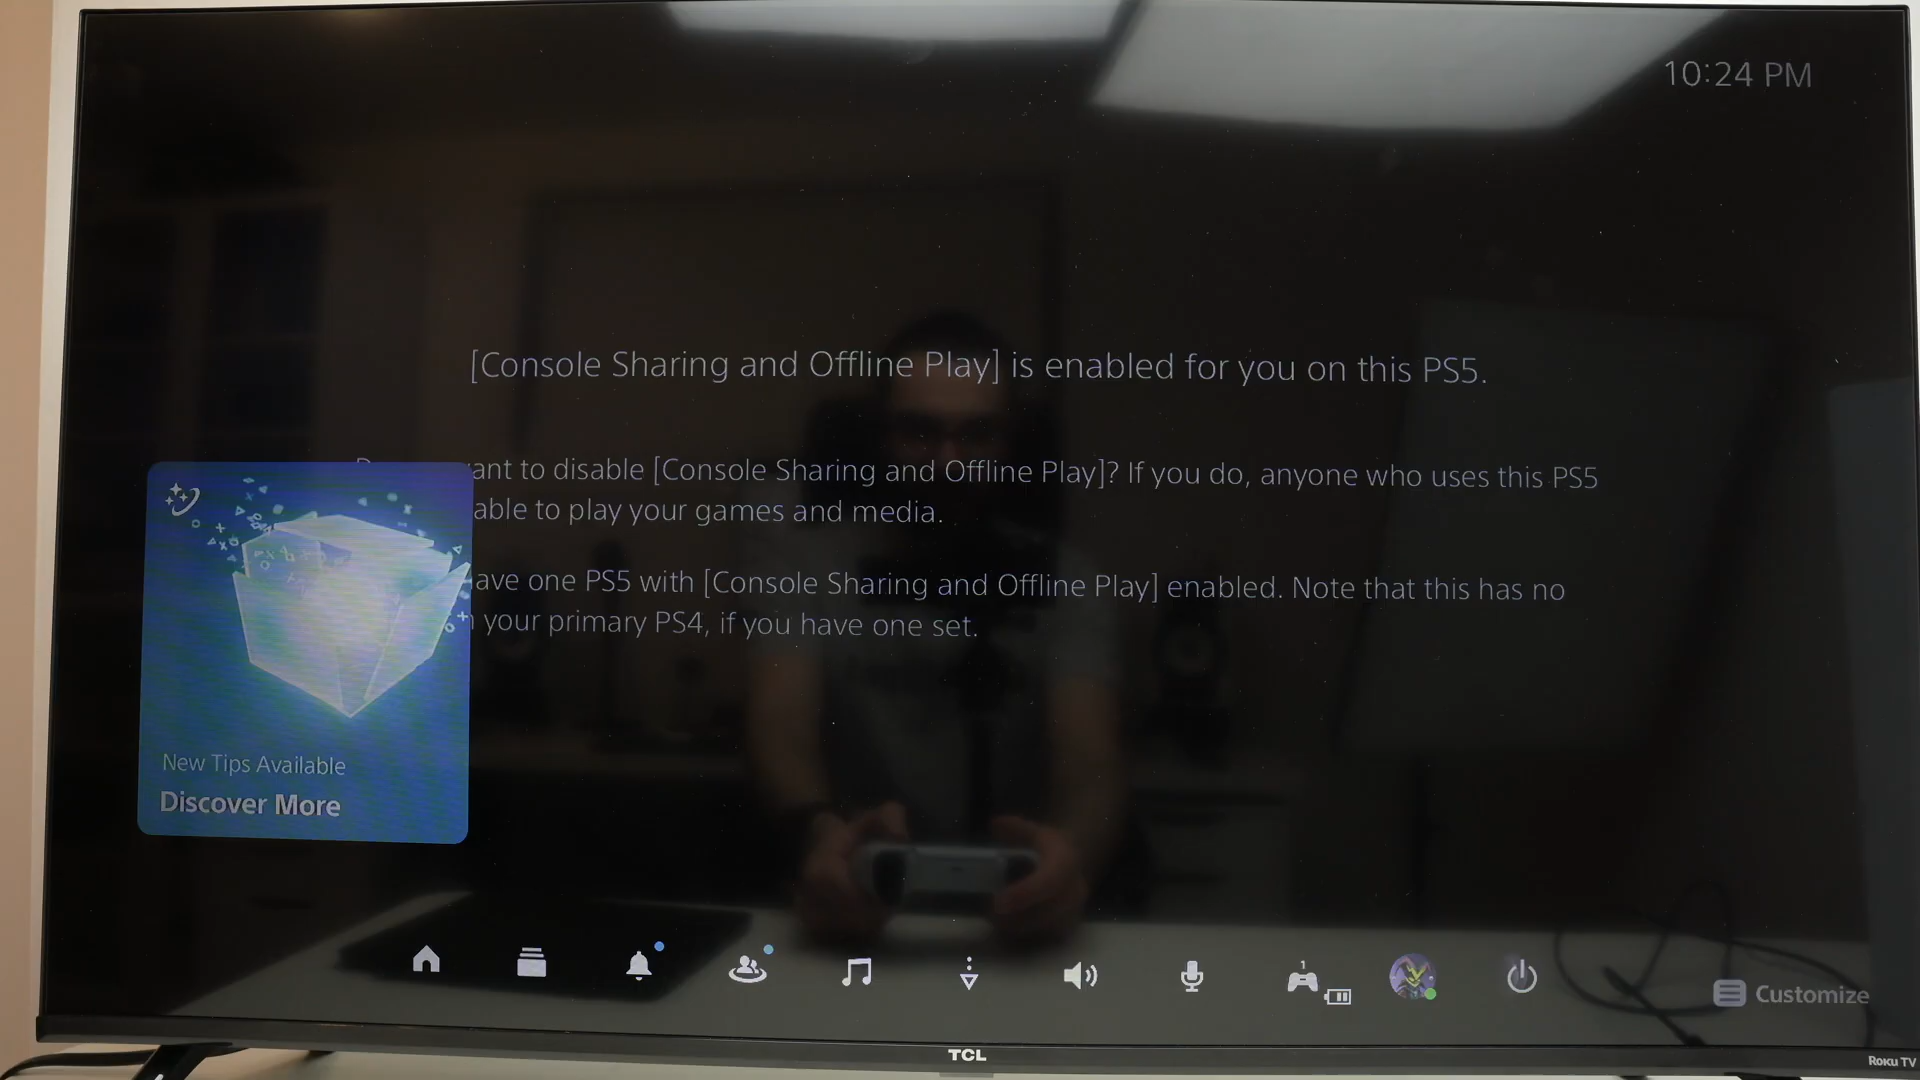 10:24 PM
[Console Sharing and Offline Play] is enabled for you on this PS5.
ant to disable [Console Sharing and Offline Play]? If you do, anyone who uses this PS5
able to play your games and media.
ave one PS5 with [Console Sharing and Offline Play] enabled. Note that this has no
your primary PS4, if you have one set.
New Tips Available
Discover More
1
Customize
TCL
Roku TV